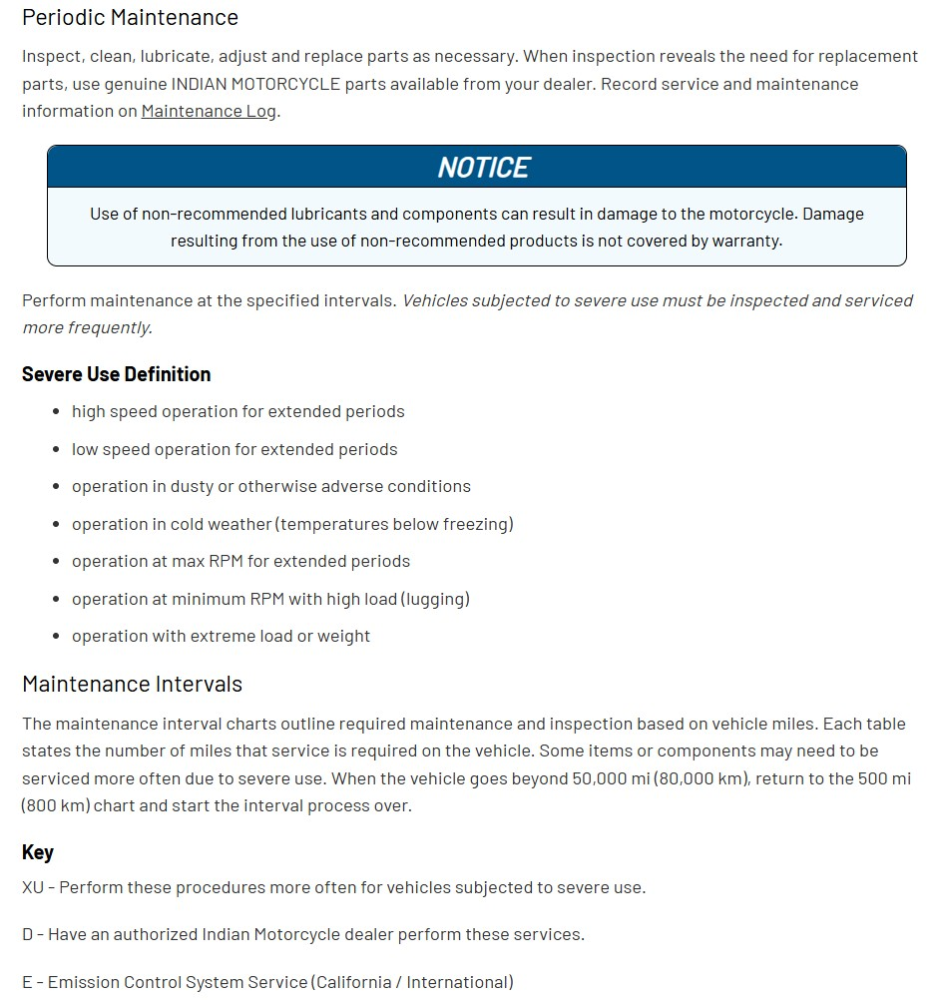 Periodic Maintenance
Inspect, clean, lubricate, adjust and replace parts as necessary. When inspection reveals the need for replacement
parts, use genuine INDIAN MOTORCYCLE parts available from your dealer. Record service and maintenance
information on Maintenance Log.
NOTICE
Use of non-recommended lubricants and components can result in damage to the motorcycle. Damage
resulting from the use of non-recommended products is not covered by warranty.
Perform maintenance at the specified intervals. Vehicles subjected to severe use must be inspected and serviced
more frequently.
Severe Use Definition
• high speed operation for extended periods
• low speed operation for extended periods
• operation in dusty or otherwise adverse conditions
• operation in cold weather (temperatures below freezing)
• operation at max RPM for extended periods
• operation at minimum RPM with high load (lugging)
• operation with extreme load or weight
Maintenance Intervals
The maintenance interval charts outline required maintenance and inspection based on vehicle miles. Each table
states the number of miles that service is required on the vehicle. Some items or components may need to be
serviced more often due to severe use. When the vehicle goes beyond 50,000 mi (80,000 km), return to the 500 mi
(800 km) chart and start the interval process over.
Key
XU - Perform these procedures more often for vehicles subjected to severe use.
D - Have an authorized Indian Motorcycle dealer perform these services.
E - Emission Control System Service (California / International)